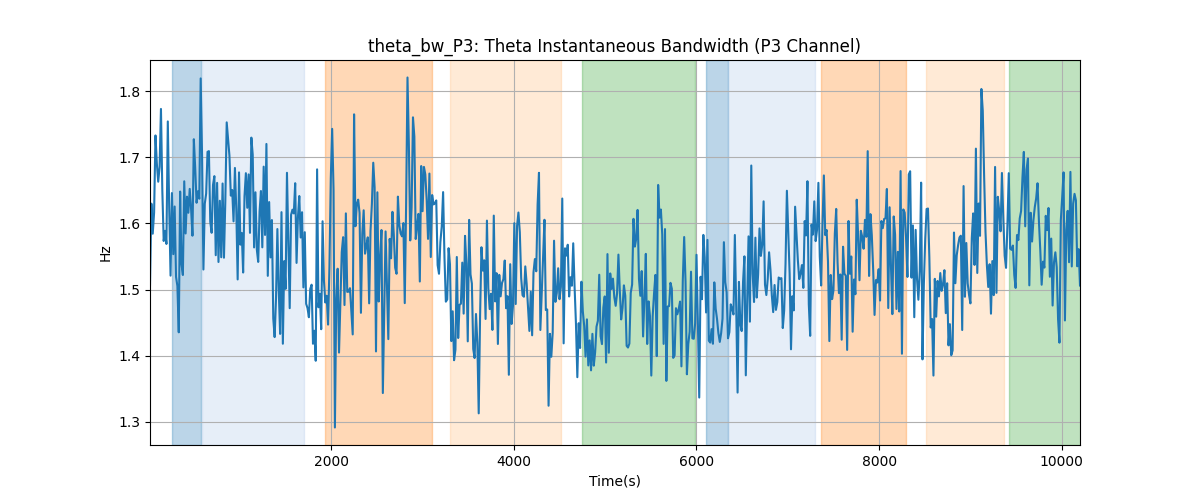 theta_bw_P3: Theta Instantaneous Bandwidth (P3 Channel)
1.8
1.7
1.6
1.5
1.4
1.3
Hz
2000 4000 6000 8000 10000
Time(s)